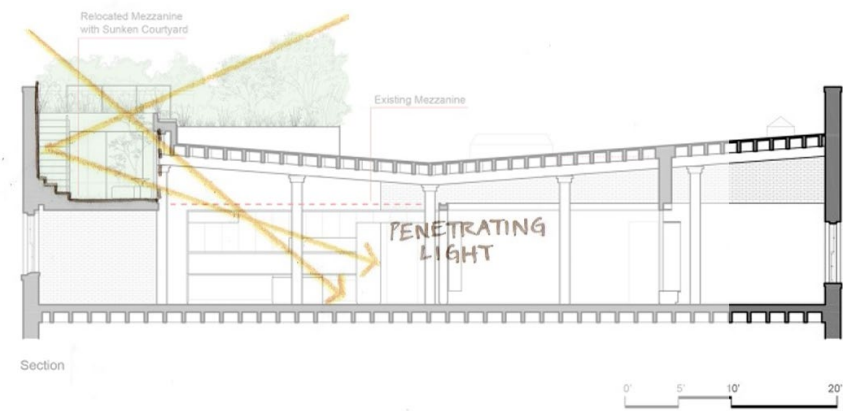 Relocated Mezzanine
with Sunken Courtyard
Existing Mezzanine
PENETRATING
LIGHT
Section
0' 5' 10' 20'